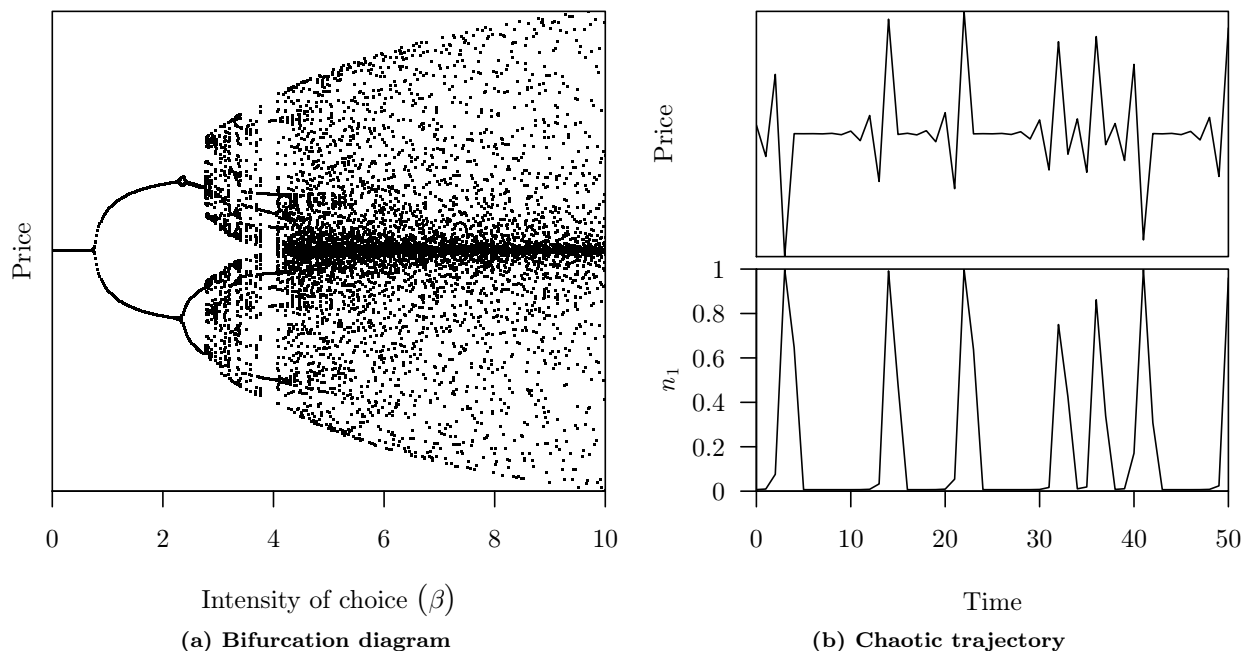 Price
0 2 4 6 8 10
Intensity of choice (β)
(a) Bifurcation diagram
Price
n₁
1
0.8
0.6
0.4
0.2
0
0 10 20 30 40 50
Time
(b) Chaotic trajectory